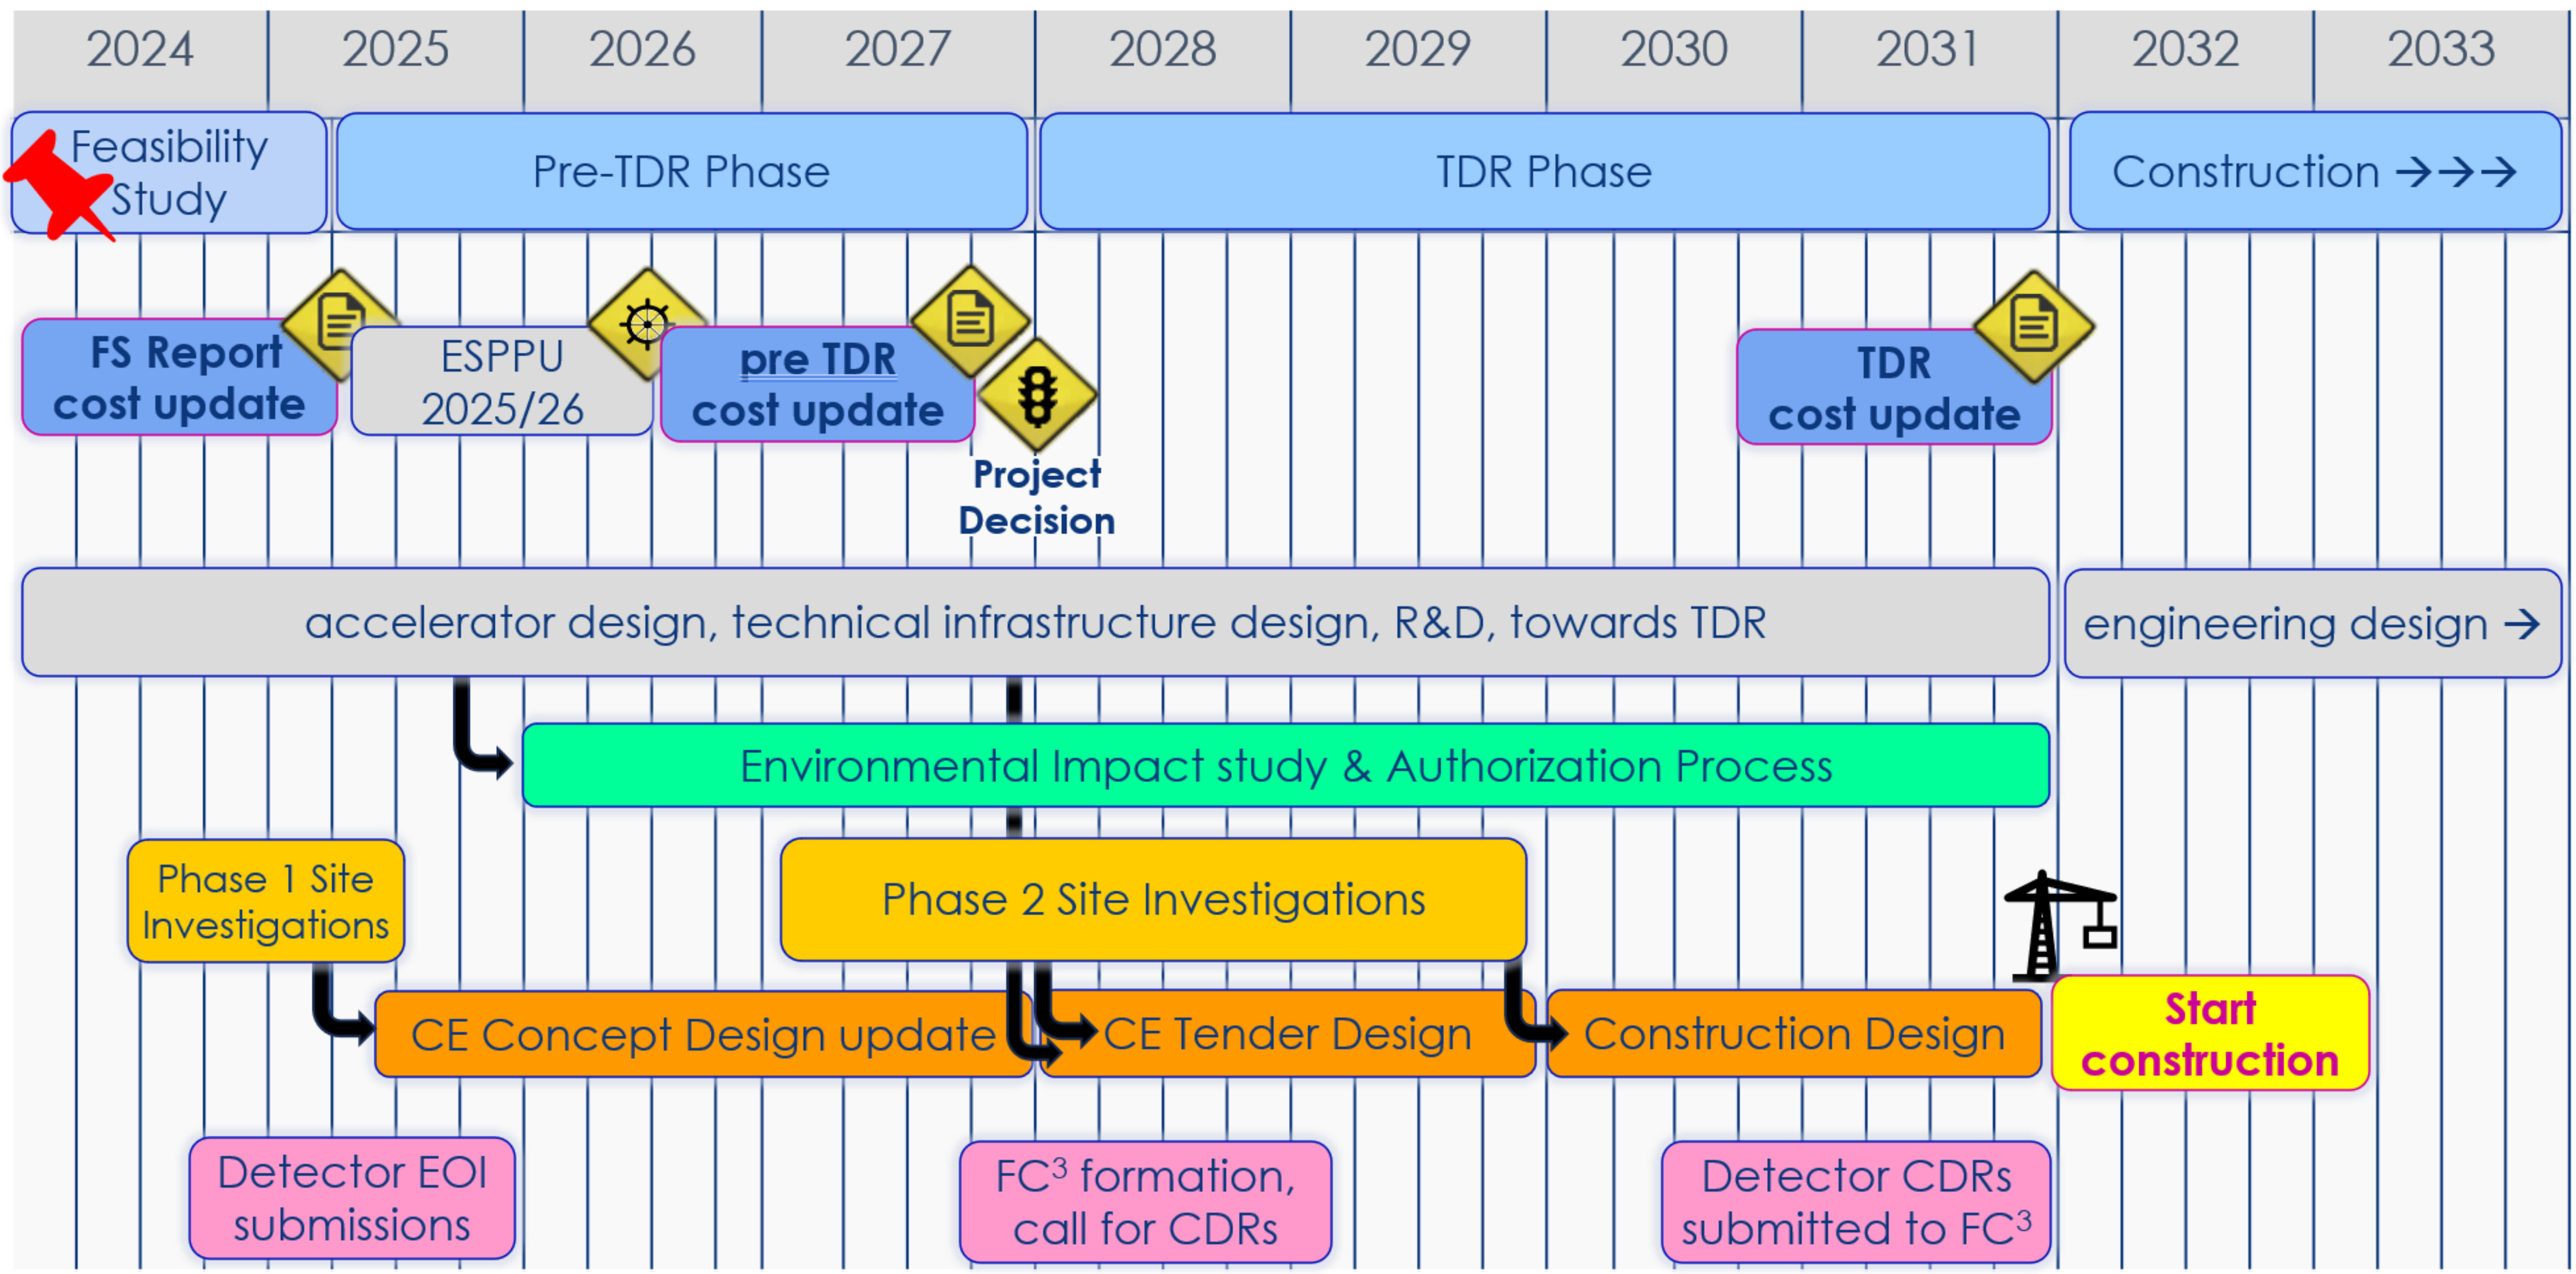 2024 2025 2026 2027 2028 2029 2030 2031 2032 2033
Feasibility
Study
Pre-TDR Phase
TDR Phase
Construction →→→
FS Report
cost update
ESPPU
2025/26
pre TDR
cost update
Project
Decision
TDR
cost update
accelerator design, technical infrastructure design, R&D, towards TDR
engineering design →
Environmental Impact study & Authorization Process
Phase 1 Site
Investigations
Phase 2 Site Investigations
CE Concept Design update
CE Tender Design
Construction Design
Start
construction
Detector EOI
submissions
FC³ formation,
call for CDRs
Detector CDRs
submitted to FC³